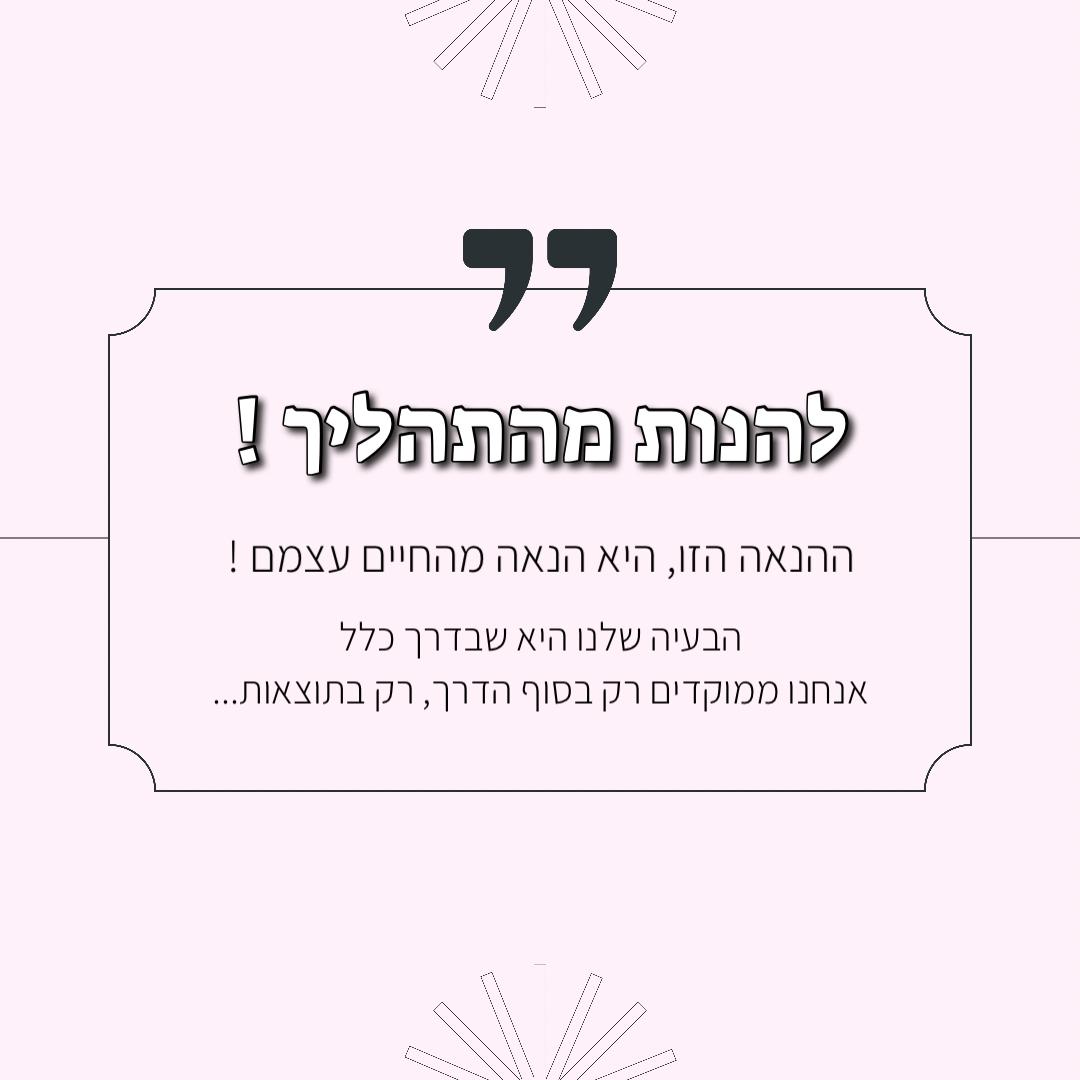 להנות מהתהליך !
ההנאה הזו, היא הנאה מהחיים עצמם !
הבעיה שלנו היא שבדרך כלל
אנחנו ממוקדים רק בסוף הדרך, רק בתוצאות...